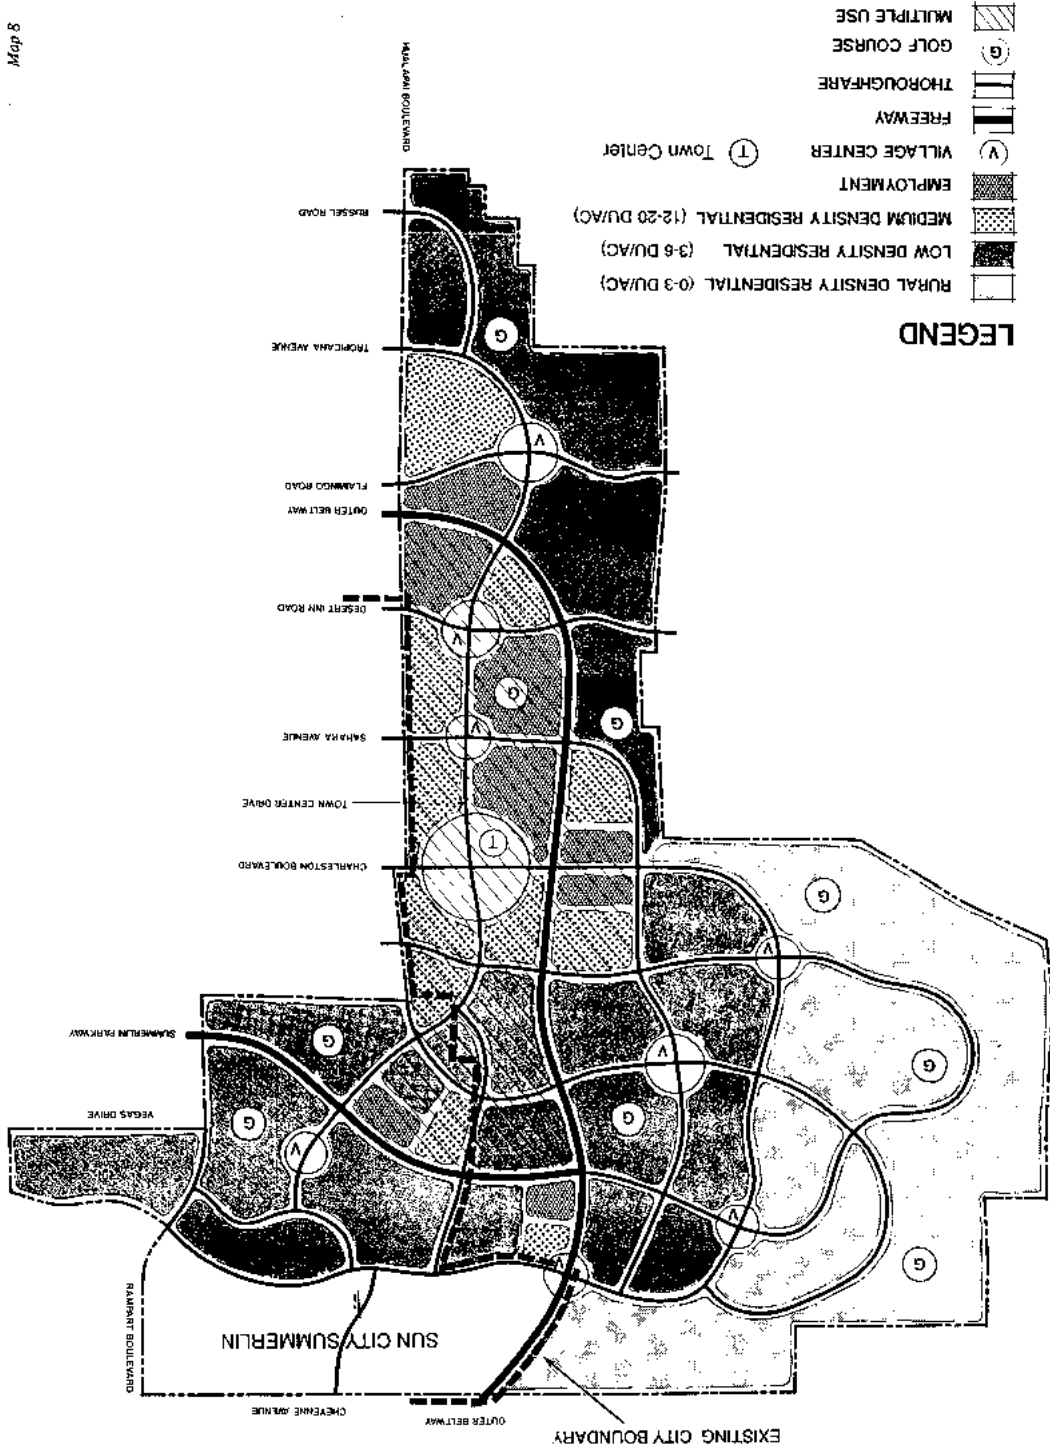 EXISTING CITY BOUNDARY
OUTER BELTWAY
CHEYENNE AVENUE
RAMPART BOULEVARD
SUN CITY SUMMERLIN
V
G
V
V
VEGAS DRIVE
G
G
G
V
G
SUMMERLIN PARKWAY
V
G
CHARLESTON BOULEVARD
T
TOWN CENTER DRIVE
SAHARA AVENUE
V
G
G
DESERT INN ROAD
V
OUTER BELTWAY
FLAMINGO ROAD
V
TROPICANA AVENUE
G
RUSSEL ROAD
HUALAPAI BOULEVARD
LEGEND
RURAL DENSITY RESIDENTIAL (0-3 DU/AC)
LOW DENSITY RESIDENTIAL (3-6 DU/AC)
MEDIUM DENSITY RESIDENTIAL (12-20 DU/AC)
EMPLOYMENT
V VILLAGE CENTER T Town Center
FREEWAY
THOROUGHFARE
G GOLF COURSE
MULTIPLE USE
Map 8